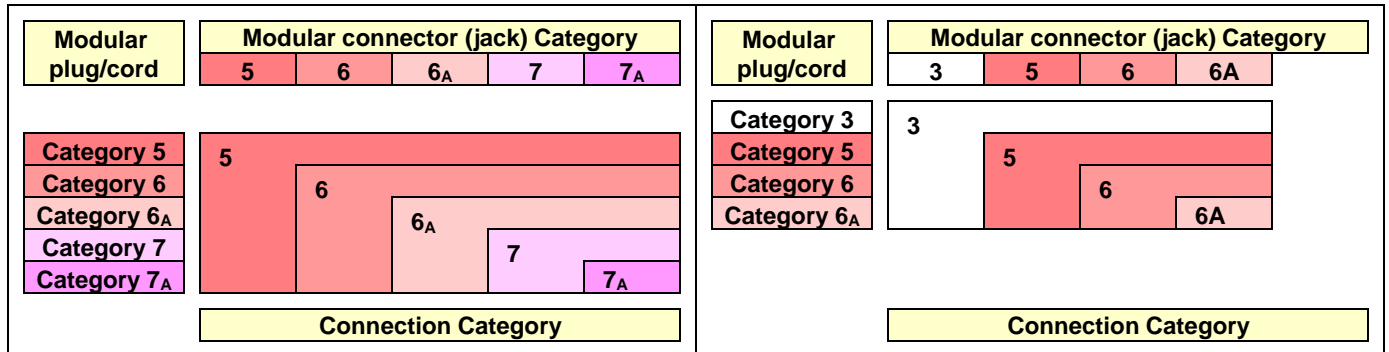 Modular plug/cord
Modular connector (jack) Category
5 6 6A 7 7A
Category 5
Category 6
Category 6A
Category 7
Category 7A
5
6
6A
7
7A
Connection Category
Modular plug/cord
Modular connector (jack) Category
3 5 6 6A
Category 3
Category 5
Category 6
Category 6A
3
5
6
6A
Connection Category